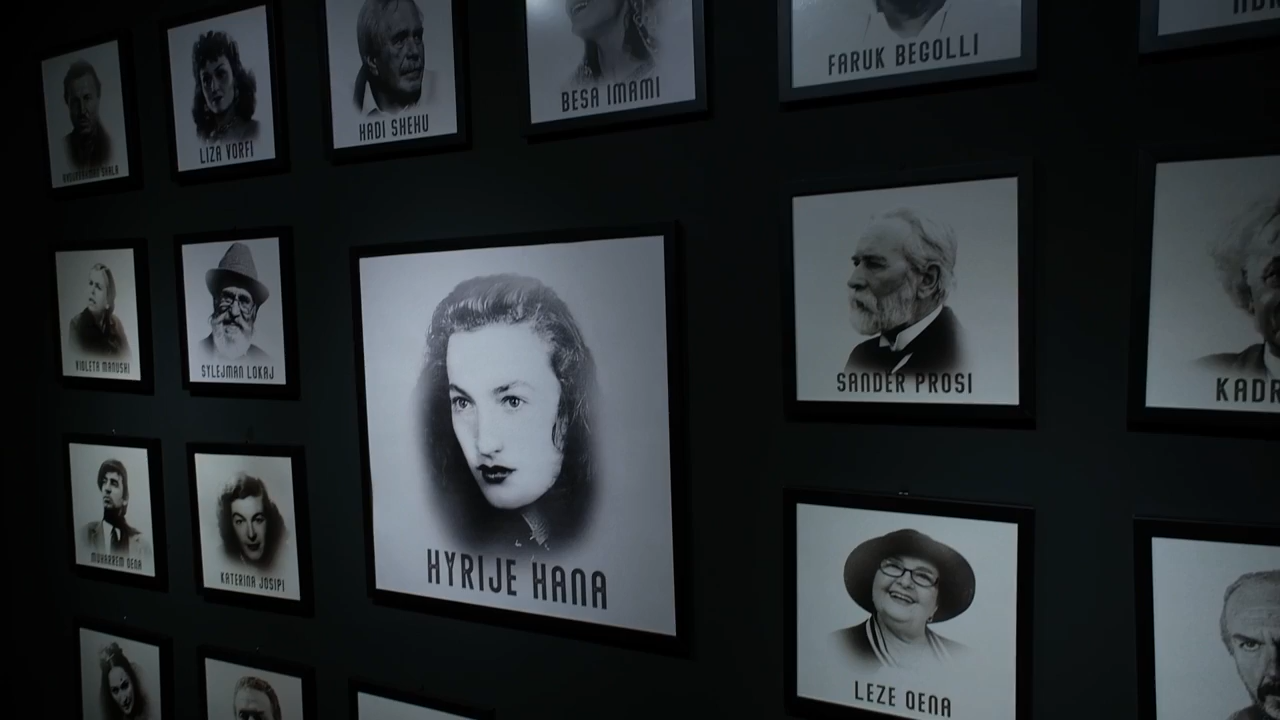 LIZA VORFI
HADI SHEHU
BESA IMAMI
FARUK BEGOLLI
VIOLETA MANUSHI
SYLEJMAN LOKAJ
HYRIJE HANA
SANDER PROSI
KADR
MUHARREM QENA
KATERINA JOSIPI
LEZE QENA